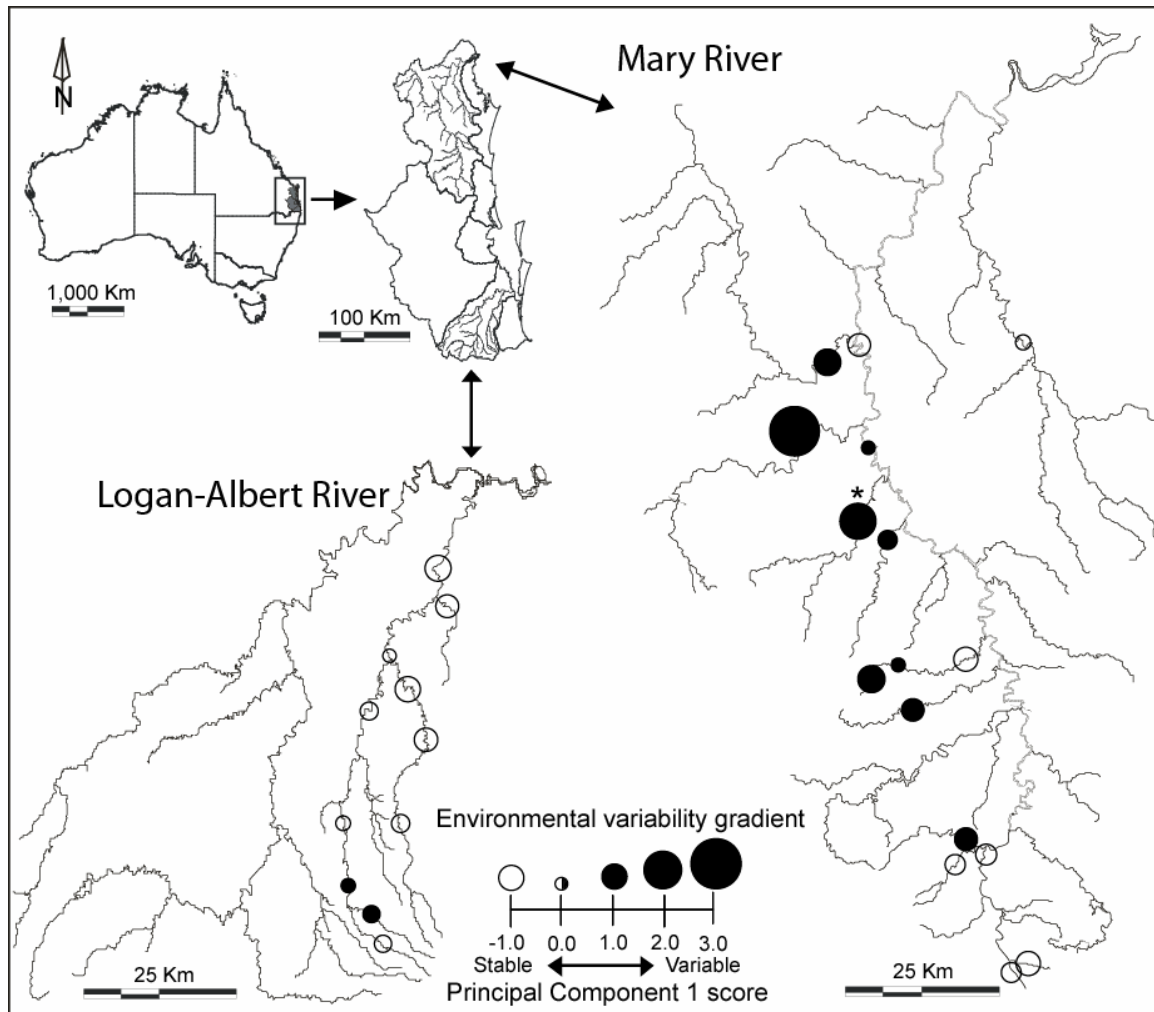 Mary River
N
1,000 Km
100 Km
Logan-Albert River
*
Environmental variability gradient
-1.0 0.0 1.0 2.0 3.0
Stable Variable
Principal Component 1 score
25 Km
25 Km